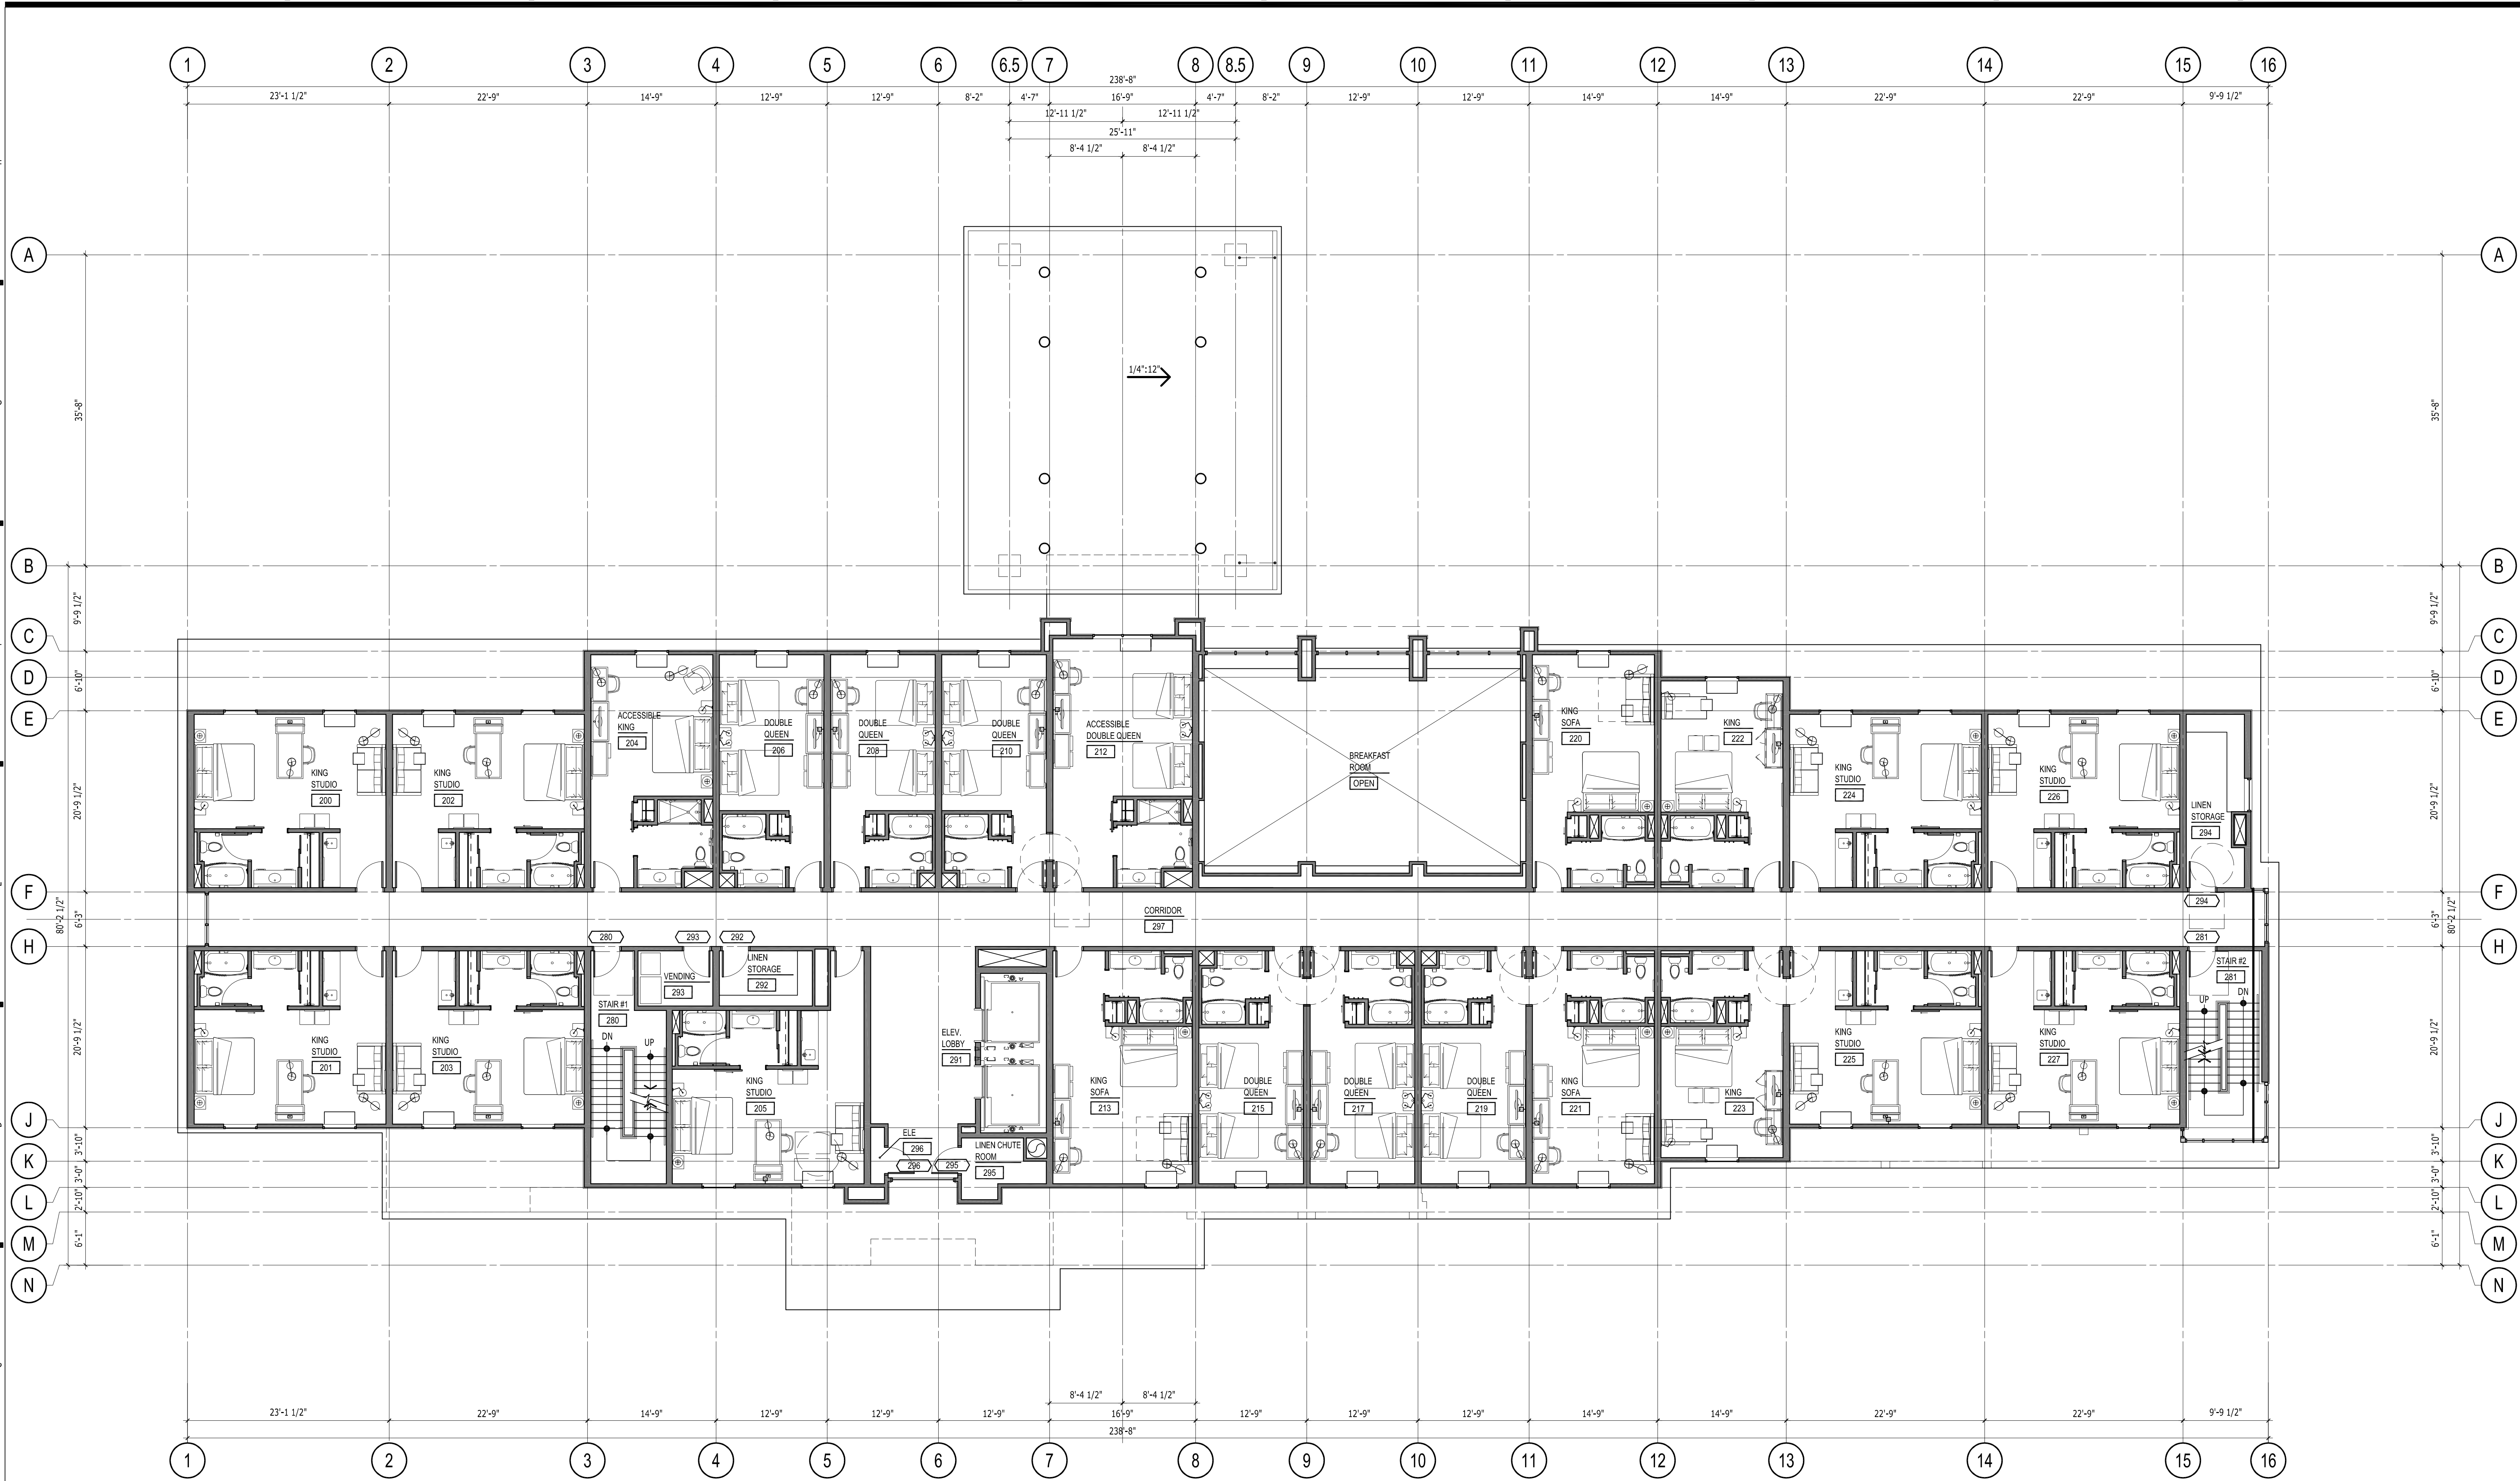 1 2 3 4 5 6 6.5 7 8 8.5 9 10 11 12 13 14 15 16
238'-8"
23'-1 1/2" 22'-9" 14'-9" 12'-9" 12'-9" 8'-2" 4'-7" 16'-9" 4'-7" 8'-2" 12'-9" 12'-9" 14'-9" 14'-9" 22'-9" 22'-9" 9'-9 1/2"
12'-11 1/2" 12'-11 1/2"
25'-11"
8'-4 1/2" 8'-4 1/2"
A A
1/4":12"
35'-8" 35'-8"
B B
9'-9 1/2" 9'-9 1/2"
C C
D D
6'-10" 6'-10"
E E
ACCESSIBLE
KING
204
DOUBLE
QUEEN
206
DOUBLE
QUEEN
208
DOUBLE
QUEEN
210
ACCESSIBLE
DOUBLE QUEEN
212
KING
SOFA
220
KING
222
BREAKFAST
ROOM
OPEN
KING
STUDIO
200
KING
STUDIO
202
KING
STUDIO
224
KING
STUDIO
226
LINEN
STORAGE
294
20'-9 1/2" 20'-9 1/2"
F F
294
80'-2 1/2" 6'-3" 6'-3" 80'-2 1/2"
CORRIDOR
297
280 293 292 281
H H
VENDING
293
LINEN
STORAGE
292
STAIR #1
280
DN UP
STAIR #2
281
UP DN
20'-9 1/2" 20'-9 1/2"
KING
STUDIO
201
KING
STUDIO
203
KING
STUDIO
205
ELEV.
LOBBY
291
KING
SOFA
213
DOUBLE
QUEEN
215
DOUBLE
QUEEN
217
DOUBLE
QUEEN
219
KING
SOFA
221
KING
223
KING
STUDIO
225
KING
STUDIO
227
J J
ELE
296
296 295
LINEN CHUTE
ROOM
295
3'-10" 3'-10"
K K
3'-0" 3'-0"
L L
2'-10" 2'-10"
M M
6'-1" 6'-1"
N N
8'-4 1/2" 8'-4 1/2"
23'-1 1/2" 22'-9" 14'-9" 12'-9" 12'-9" 12'-9" 16'-9" 12'-9" 12'-9" 12'-9" 14'-9" 14'-9" 22'-9" 22'-9" 9'-9 1/2"
238'-8"
1 2 3 4 5 6 7 8 9 10 11 12 13 14 15 16